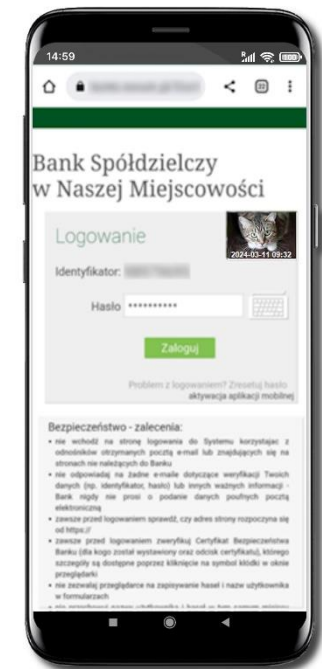 14:59
22
Bank Spółdzielczy
w Naszej Miejscowości
Logowanie
2024-03-11 09:32
Identyfikator:
Hasło **********
Zaloguj
Problem z logowaniem? Zresetuj hasło
aktywacja aplikacji mobilnej
Bezpieczeństwo - zalecenia:
• nie wchodź na stronę logowania do Systemu korzystając z
odnośników otrzymanych pocztą e-mail lub znajdujących się na
stronach nie należących do Banku
• nie odpowiadaj na żadne e-maile dotyczące weryfikacji Twoich
danych (np. identyfikator, hasło) lub innych ważnych informacji -
Bank nigdy nie prosi o podanie danych poufnych pocztą
elektroniczną
• zawsze przed logowaniem sprawdź, czy adres strony rozpoczyna się
od https://
• zawsze przed logowaniem zweryfikuj Certyfikat Bezpieczeństwa
Banku (dla kogo został wystawiony oraz odcisk certyfikatu), którego
szczegóły są dostępne poprzez kliknięcie na symbol kłódki w oknie
przeglądarki
• nie zezwalaj przeglądarce na zapisywanie haseł i nazw użytkownika
w formularzach